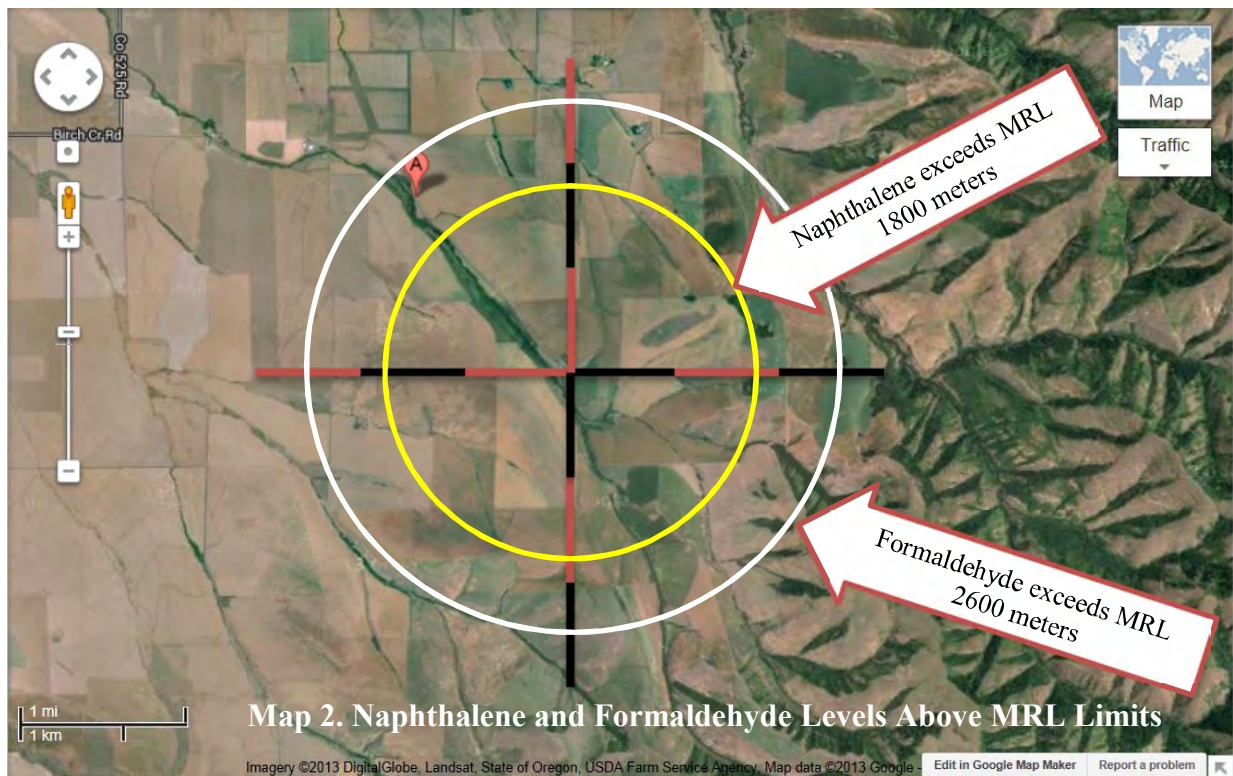 Co 525 Rd
Birch Cr Rd
A
Map
Traffic
Naphthalene exceeds MRL
1800 meters
Formaldehyde exceeds MRL
2600 meters
1 mi
1 km
Map 2. Naphthalene and Formaldehyde Levels Above MRL Limits
Imagery ©2013 DigitalGlobe, Landsat, State of Oregon, USDA Farm Service Agency, Map data ©2013 Google -
Edit in Google Map Maker
Report a problem